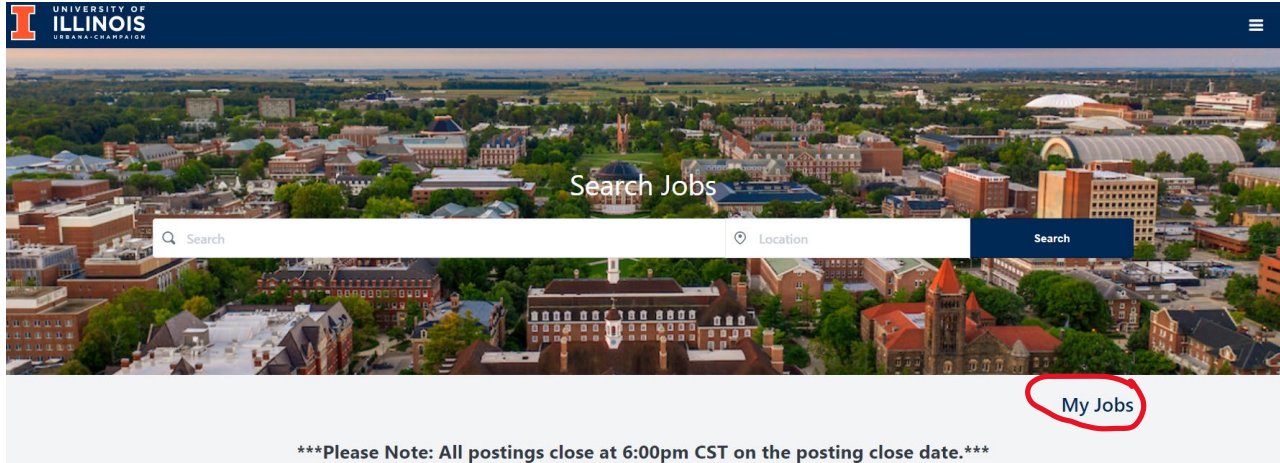 UNIVERSITY OF
ILLINOIS
URBANA-CHAMPAIGN
Search Jobs
Search
Location
Search
My Jobs
***Please Note: All postings close at 6:00pm CST on the posting close date.***